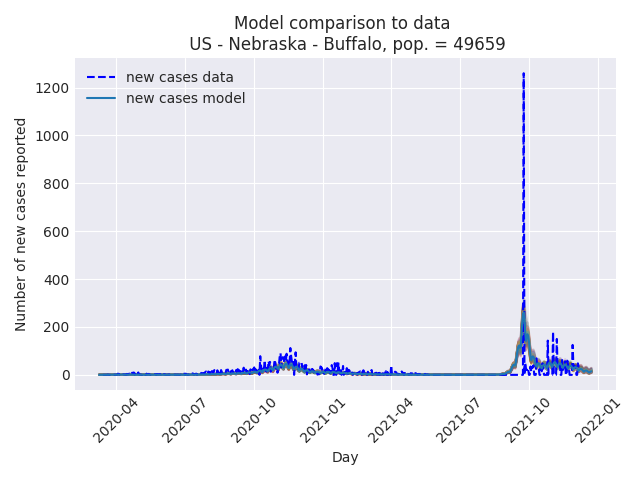 Model comparison to data
US - Nebraska - Buffalo, pop. = 49659
new cases data
new cases model
Number of new cases reported
1200
1000
800
600
400
200
0
2020-04
2020-07
2020-10
2021-01
2021-04
2021-07
2021-10
2022-01
Day